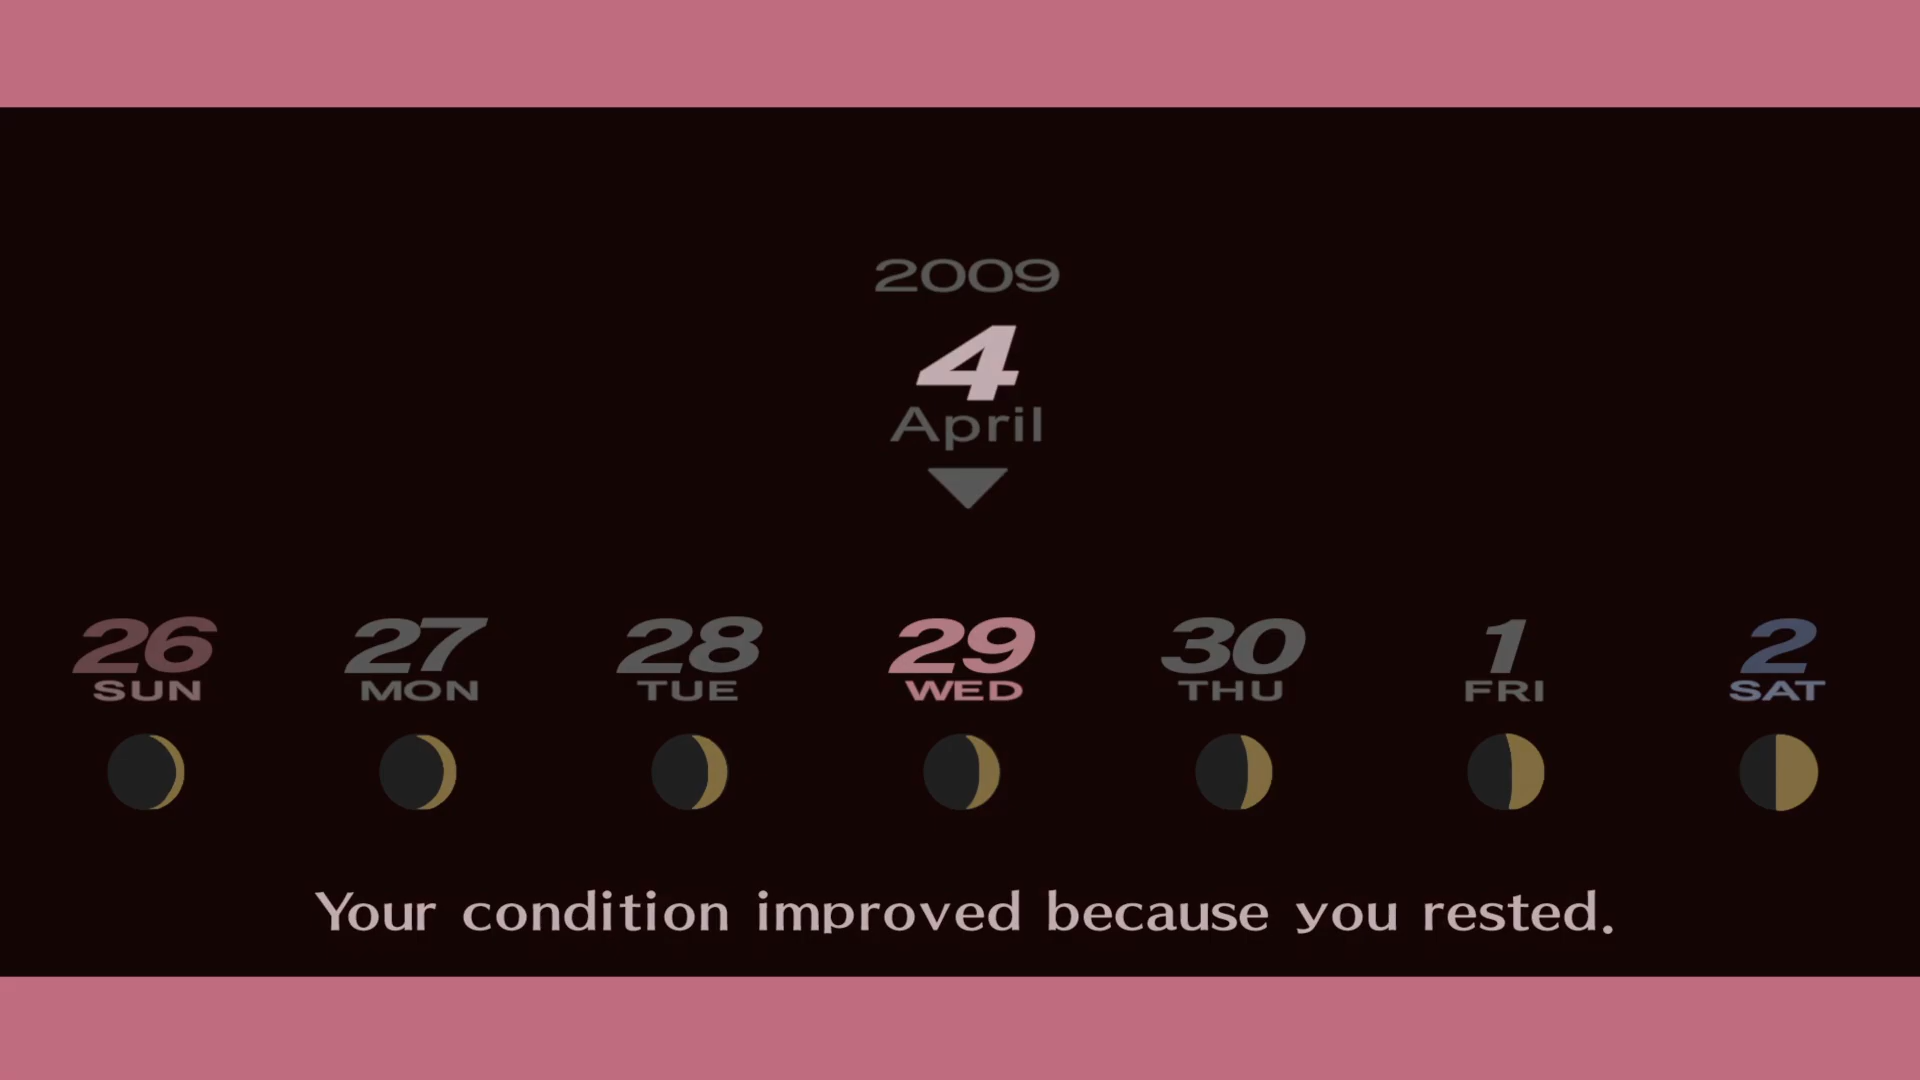 2009
4
April
26 27 28 29 30 1 2
SUN MON TUE WED THU FRI SAT
Your condition improved because you rested.